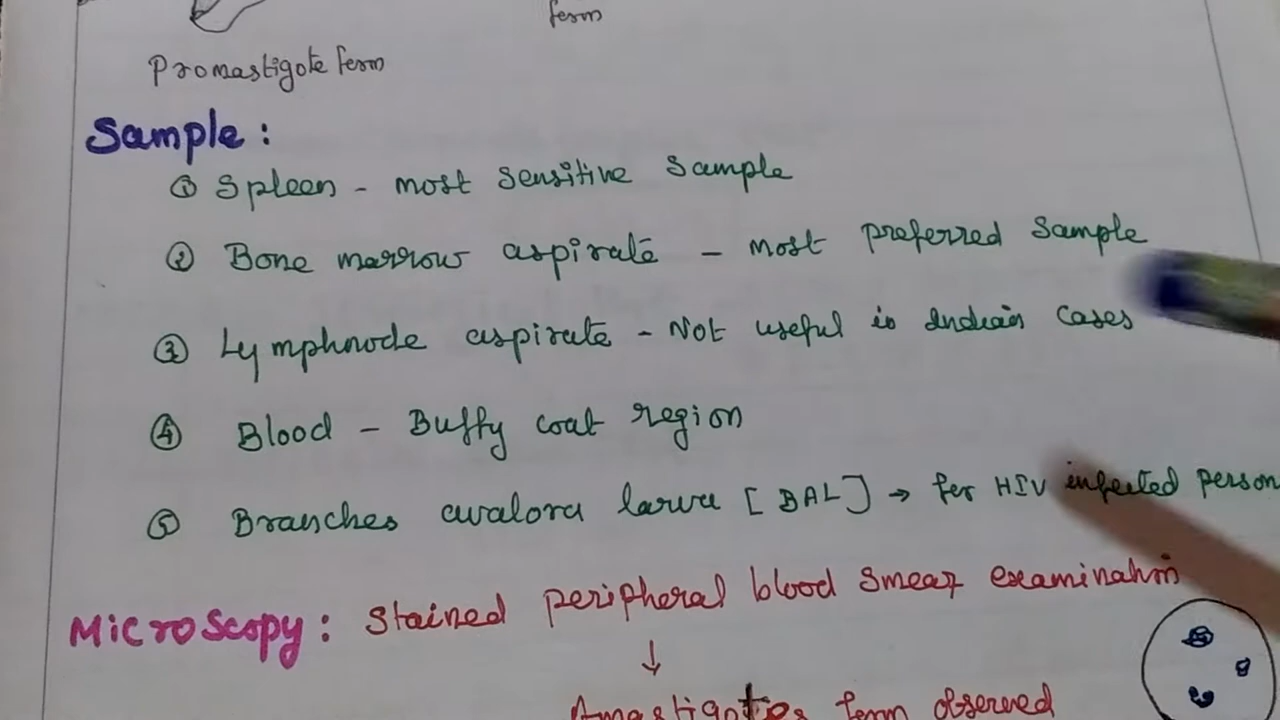 form
Promastigote form
Sample:
① Spleen - most sensitive sample
② Bone marrow aspirate - most preferred sample
③ Lymphnode aspirate - Not useful in Indian cases
④ Blood - Buffy coat region
⑤ Branches avalora larva [BAL] → for HIV infected person
Microscopy: Stained peripheral blood smear examination
↓
Amastigotes form observed